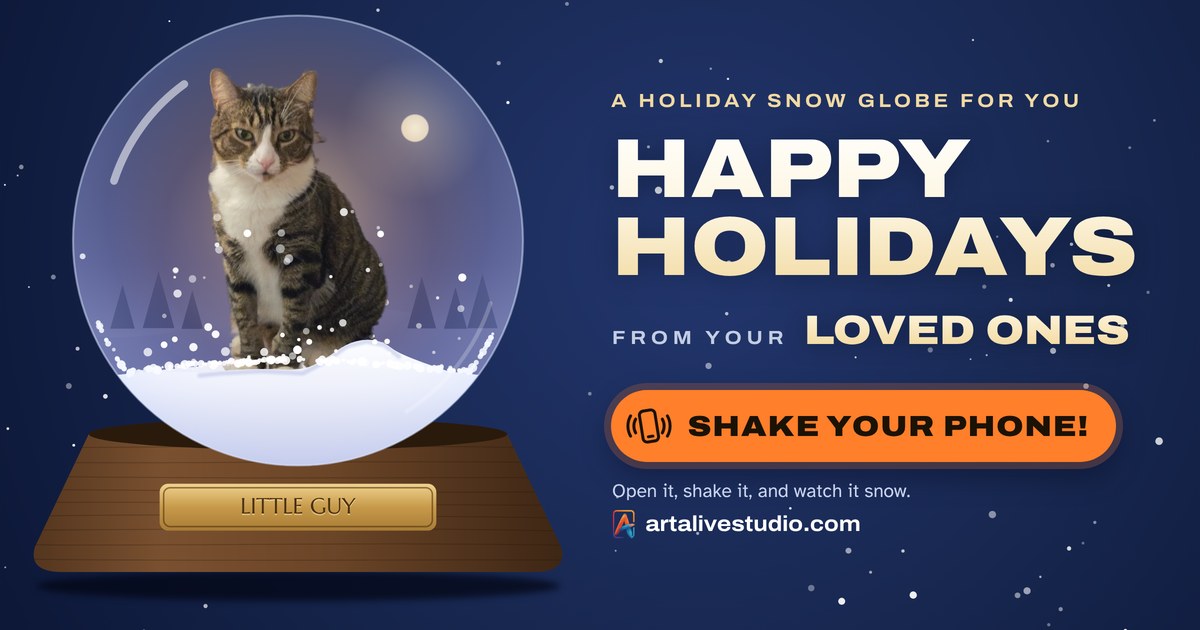 A HOLIDAY SNOW GLOBE FOR YOU
HAPPY
HOLIDAYS
FROM YOUR LOVED ONES
SHAKE YOUR PHONE!
Open it, shake it, and watch it snow.
artalivestudio.com
LITTLE GUY